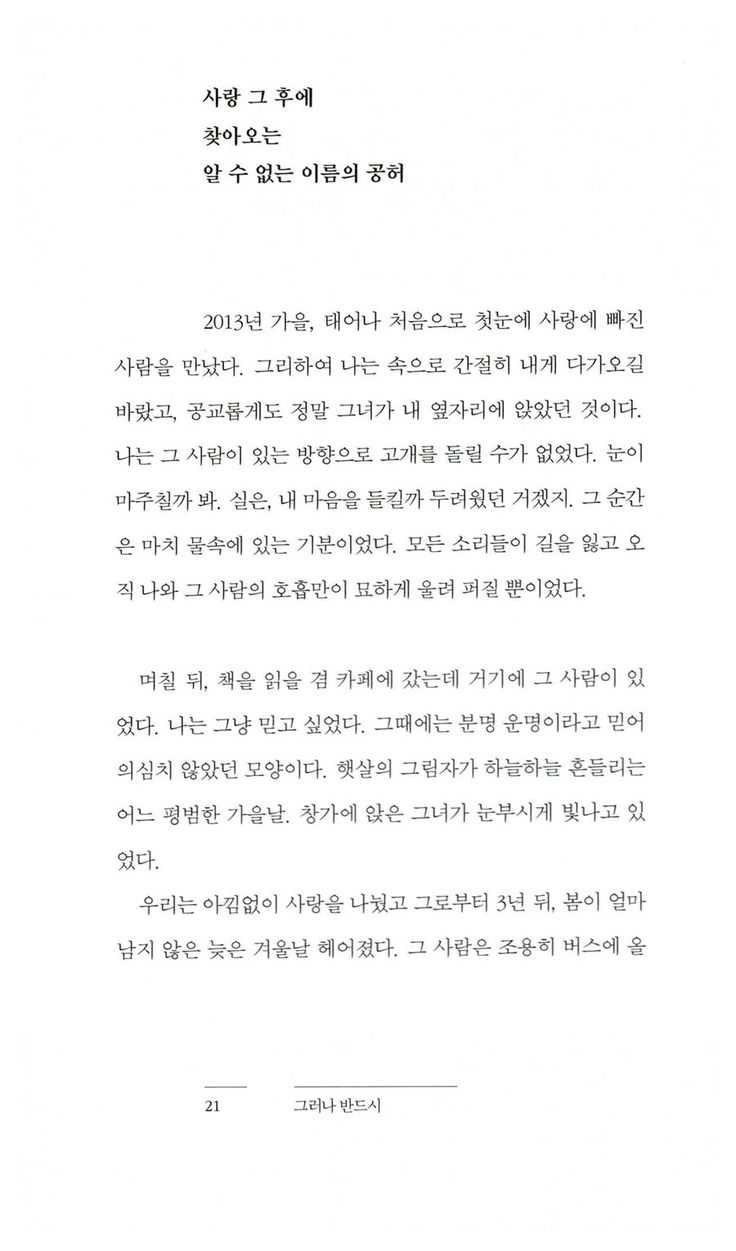 사랑 그 후에
찾아오는
알 수 없는 이름의 공허
2013년 가을, 태어나 처음으로 첫눈에 사랑에 빠진
사람을 만났다. 그리하여 나는 속으로 간절히 내게 다가오길
바랐고, 공교롭게도 정말 그녀가 내 옆자리에 앉았던 것이다.
나는 그 사람이 있는 방향으로 고개를 돌릴 수가 없었다. 눈이
마주칠까 봐. 실은, 내 마음을 들킬까 두려웠던 거겠지. 그 순간
은 마치 물속에 있는 기분이었다. 모든 소리들이 길을 잃고 오
직 나와 그 사람의 호흡만이 묘하게 울려 퍼질 뿐이었다.
며칠 뒤, 책을 읽을 겸 카페에 갔는데 거기에 그 사람이 있
었다. 나는 그냥 믿고 싶었다. 그때에는 분명 운명이라고 믿어
의심치 않았던 모양이다. 햇살의 그림자가 하늘하늘 흔들리는
어느 평범한 가을날. 창가에 앉은 그녀가 눈부시게 빛나고 있
었다.
우리는 아낌없이 사랑을 나눴고 그로부터 3년 뒤, 봄이 얼마
남지 않은 늦은 겨울날 헤어졌다. 그 사람은 조용히 버스에 올
21 그러나 반드시